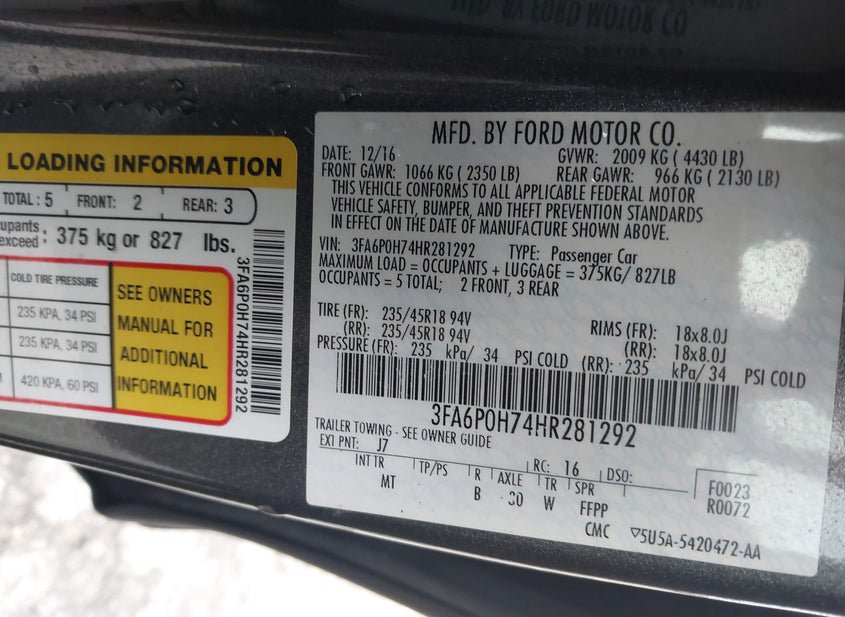 LOADING INFORMATION
TOTAL: 5 FRONT: 2 REAR: 3
exceed: 375 kg or 827 lbs.
COLD TIRE PRESSURE
235 KPA, 34 PSI
235 KPA, 34 PSI
420 KPA, 60 PSI
SEE OWNERS
MANUAL FOR
ADDITIONAL
INFORMATION
3FA6P0H74HR281292
MFD. BY FORD MOTOR CO.
DATE: 12/16 GVWR: 2009 KG ( 4430 LB)
FRONT GAWR: 1066 KG ( 2350 LB) REAR GAWR: 966 KG ( 2130 LB)
THIS VEHICLE CONFORMS TO ALL APPLICABLE FEDERAL MOTOR
VEHICLE SAFETY, BUMPER, AND THEFT PREVENTION STANDARDS
IN EFFECT ON THE DATE OF MANUFACTURE SHOWN ABOVE.
VIN: 3FA6P0H74HR281292 TYPE: Passenger Car
MAXIMUM LOAD = OCCUPANTS + LUGGAGE = 375KG/ 827LB
OCCUPANTS = 5 TOTAL; 2 FRONT, 3 REAR
TIRE (FR): 235/45R18 94V RIMS (FR): 18x8.0J
(RR): 235/45R18 94V (RR): 18x8.0J
PRESSURE (FR): 235 kPa/ 34 PSI COLD (RR): 235 kPa/ 34 PSI COLD
3FA6P0H74HR281292
TRAILER TOWING - SEE OWNER GUIDE
EXT PNT: J7 RC: 16 DSO:
INT TR TP/PS R AXLE TR SPR F0023
MT B 30 W FFPP R0072
CMC 5U5A-5420472-AA